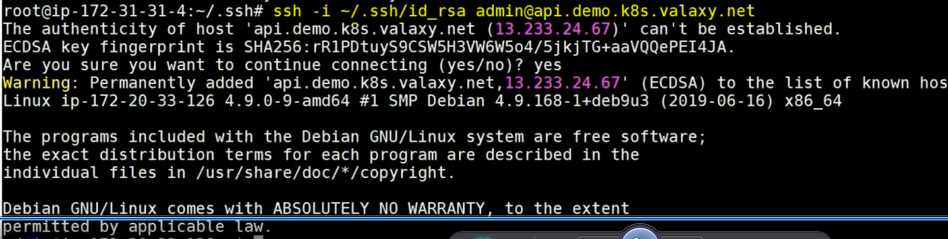 root@ip-172-31-31-4:~/.ssh# ssh -i ~/.ssh/id_rsa admin@api.demo.k8s.valaxy.net
The authenticity of host 'api.demo.k8s.valaxy.net (13.233.24.67)' can't be established.
ECDSA key fingerprint is SHA256:rR1PDtuyS9CSW5H3VW6W5o4/5jkjTG+aaVQQePEI4JA.
Are you sure you want to continue connecting (yes/no)? yes
Warning: Permanently added 'api.demo.k8s.valaxy.net,13.233.24.67' (ECDSA) to the list of known hos
Linux ip-172-20-33-126 4.9.0-9-amd64 #1 SMP Debian 4.9.168-1+deb9u3 (2019-06-16) x86_64
The programs included with the Debian GNU/Linux system are free software;
the exact distribution terms for each program are described in the
individual files in /usr/share/doc/*/copyright.
Debian GNU/Linux comes with ABSOLUTELY NO WARRANTY, to the extent
permitted by applicable law.